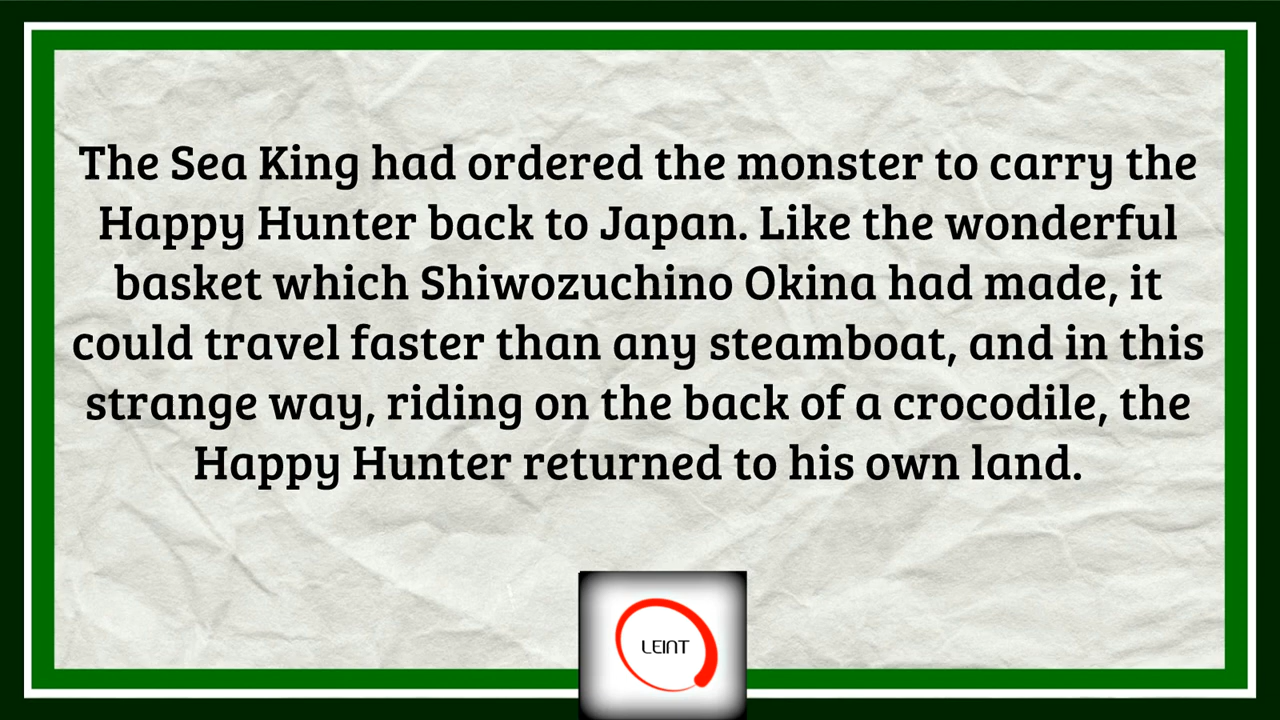 The Sea King had ordered the monster to carry the
Happy Hunter back to Japan. Like the wonderful
basket which Shiwozuchino Okina had made, it
could travel faster than any steamboat, and in this
strange way, riding on the back of a crocodile, the
Happy Hunter returned to his own land.
LEINT